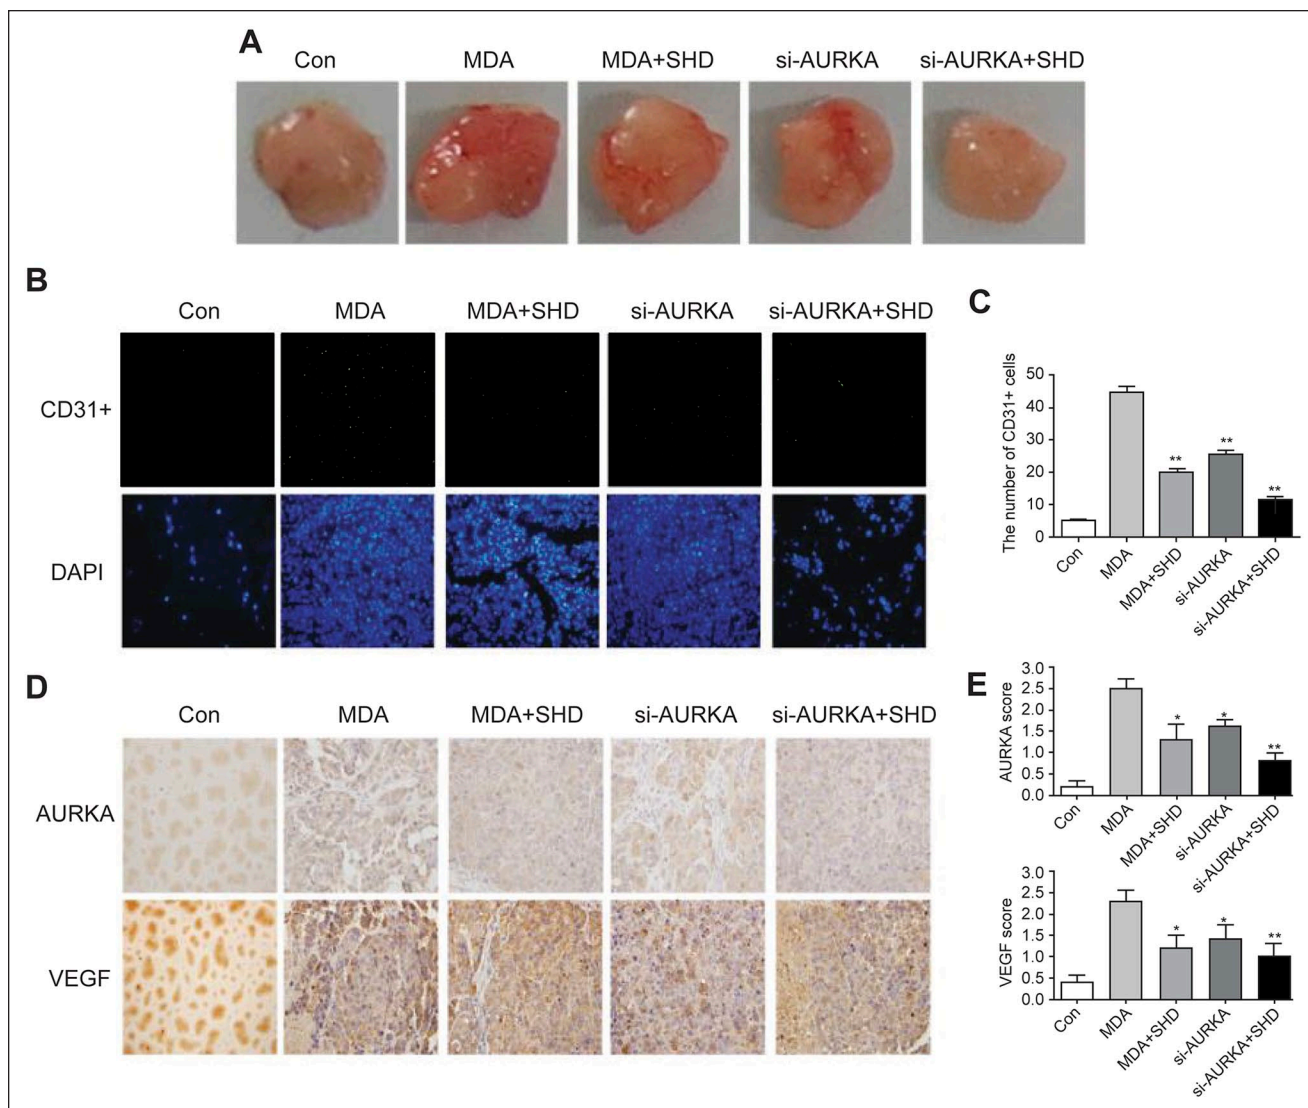 A
Con MDA MDA+SHD si-AURKA si-AURKA+SHD
B
Con MDA MDA+SHD si-AURKA si-AURKA+SHD
CD31+
DAPI
C
The number of CD31+ cells
50
40
30
20
10
0
** ** **
Con MDA MDA+SHD si-AURKA si-AURKA+SHD
D
Con MDA MDA+SHD si-AURKA si-AURKA+SHD
AURKA
VEGF
E
AURKA score
3.0
2.5
2.0
1.5
1.0
0.5
0.0
* * **
Con MDA MDA+SHD si-AURKA si-AURKA+SHD
VEGF score
3.0
2.5
2.0
1.5
1.0
0.5
0.0
* * **
Con MDA MDA+SHD si-AURKA si-AURKA+SHD